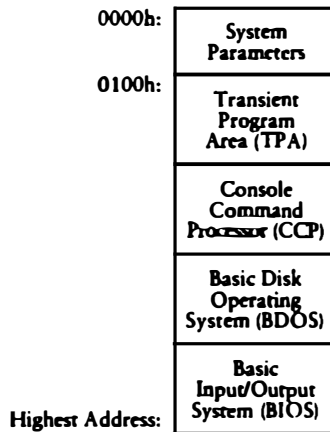 0000h:
System
Parameters
0100h:
Transient
Program
Area (TPA)
Console
Command
Processor (CCP)
Basic Disk
Operating
System (BDOS)
Basic
Input/Output
System (BIOS)
Highest Address: